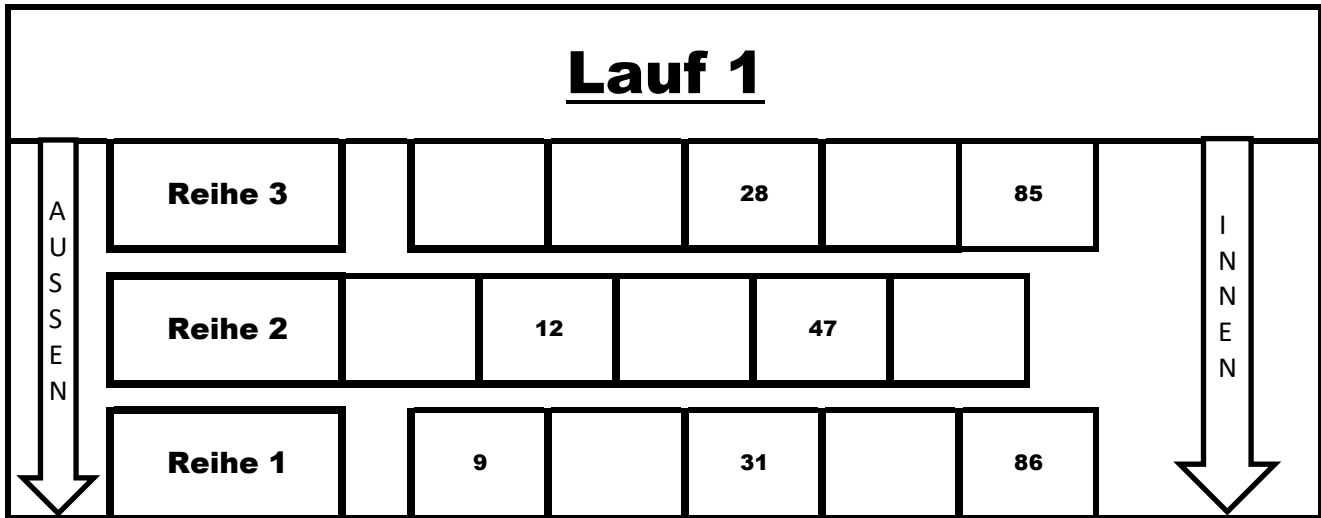 Lauf 1
AUSSEN
INNEN
Reihe 3 28 85
Reihe 2 12 47
Reihe 1 9 31 86